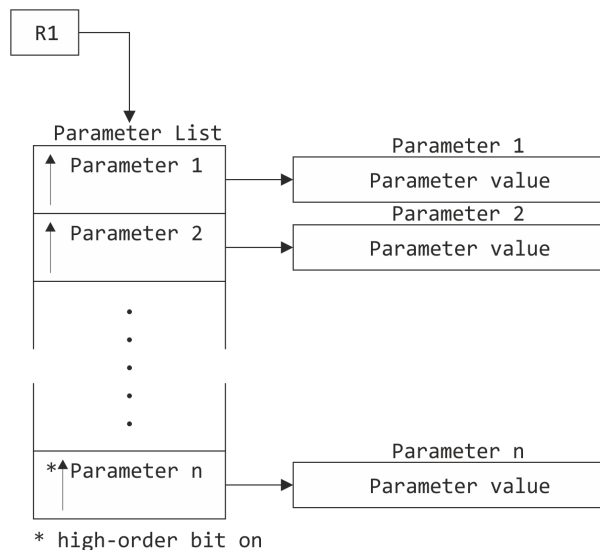 R1
Parameter List
Parameter 1
Parameter 1
Parameter value
Parameter 2
Parameter 2
Parameter value
* Parameter n
Parameter n
Parameter value
* high-order bit on